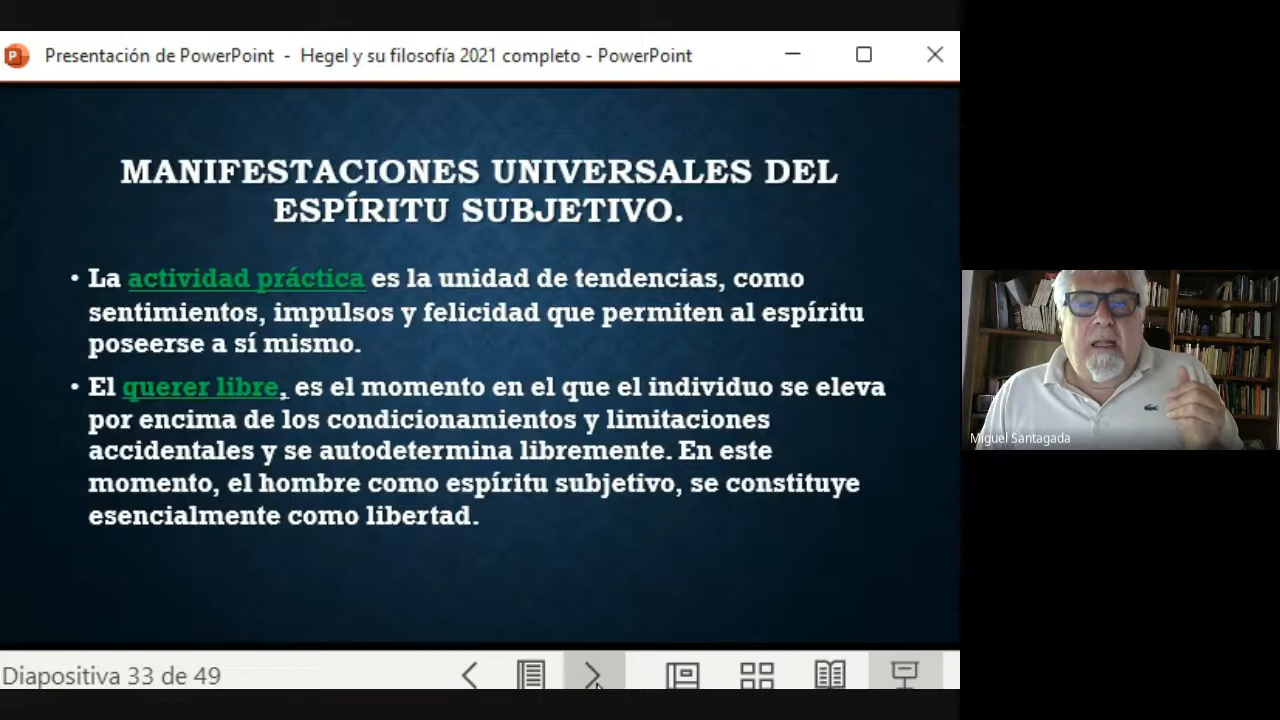 Presentación de PowerPoint - Hegel y su filosofía 2021 completo - PowerPoint
MANIFESTACIONES UNIVERSALES DEL
ESPÍRITU SUBJETIVO.
• La actividad práctica es la unidad de tendencias, como
sentimientos, impulsos y felicidad que permiten al espíritu
poseerse a sí mismo.
• El querer libre, es el momento en el que el individuo se eleva
por encima de los condicionamientos y limitaciones
accidentales y se autodetermina libremente. En este
momento, el hombre como espíritu subjetivo, se constituye
esencialmente como libertad.
Miguel Santagada
Diapositiva 33 de 49